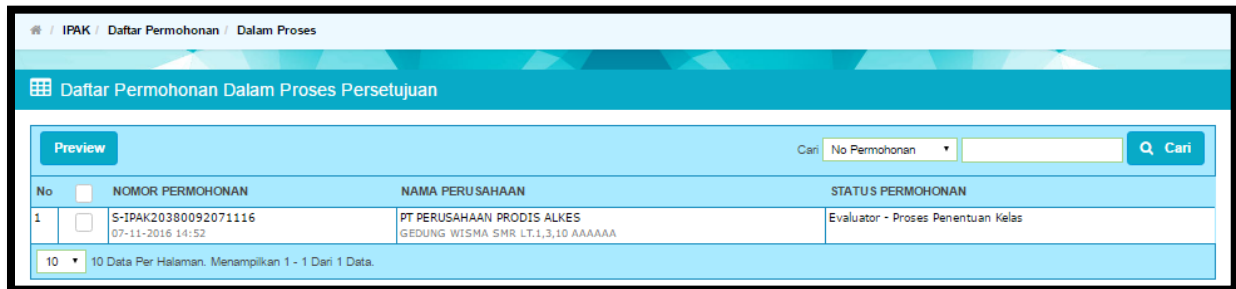 / IPAK / Daftar Permohonan / Dalam Proses
Daftar Permohonan Dalam Proses Persetujuan
Preview Cari No Permohonan Cari
No NOMOR PERMOHONAN NAMA PERUSAHAAN STATUS PERMOHONAN
1 S-IPAK20380092071116 PT PERUSAHAAN PRODIS ALKES Evaluator - Proses Penentuan Kelas
07-11-2016 14:52 GEDUNG WISMA SMR LT.1,3,10 AAAAAA
10 10 Data Per Halaman. Menampilkan 1 - 1 Dari 1 Data.